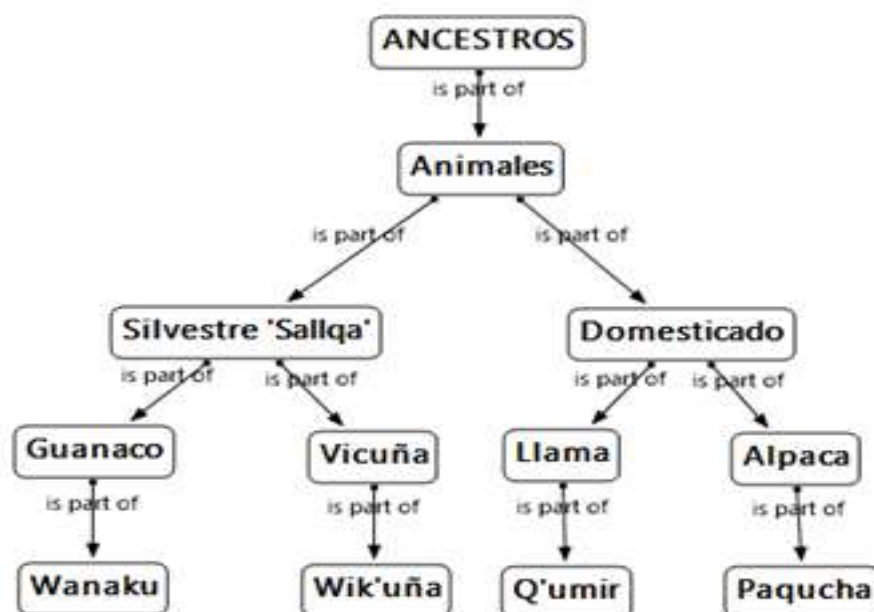 ANCESTROS
is part of
Animales
is part of
is part of
Silvestre 'Sallqa'
Domesticado
is part of
is part of
is part of
is part of
Guanaco
Vicuña
Llama
Alpaca
is part of
is part of
is part of
is part of
Wanaku
Wik'uña
Q'umir
Paqucha